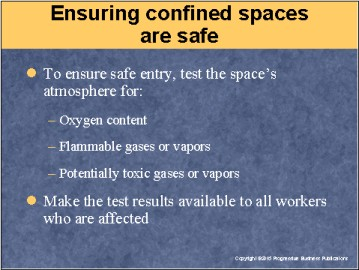 Ensuring confined spaces
are safe
To ensure safe entry, test the space's
atmosphere for:
– Oxygen content
– Flammable gases or vapors
– Potentially toxic gases or vapors
Make the test results available to all workers
who are affected
Copyright Progressive Business Publications